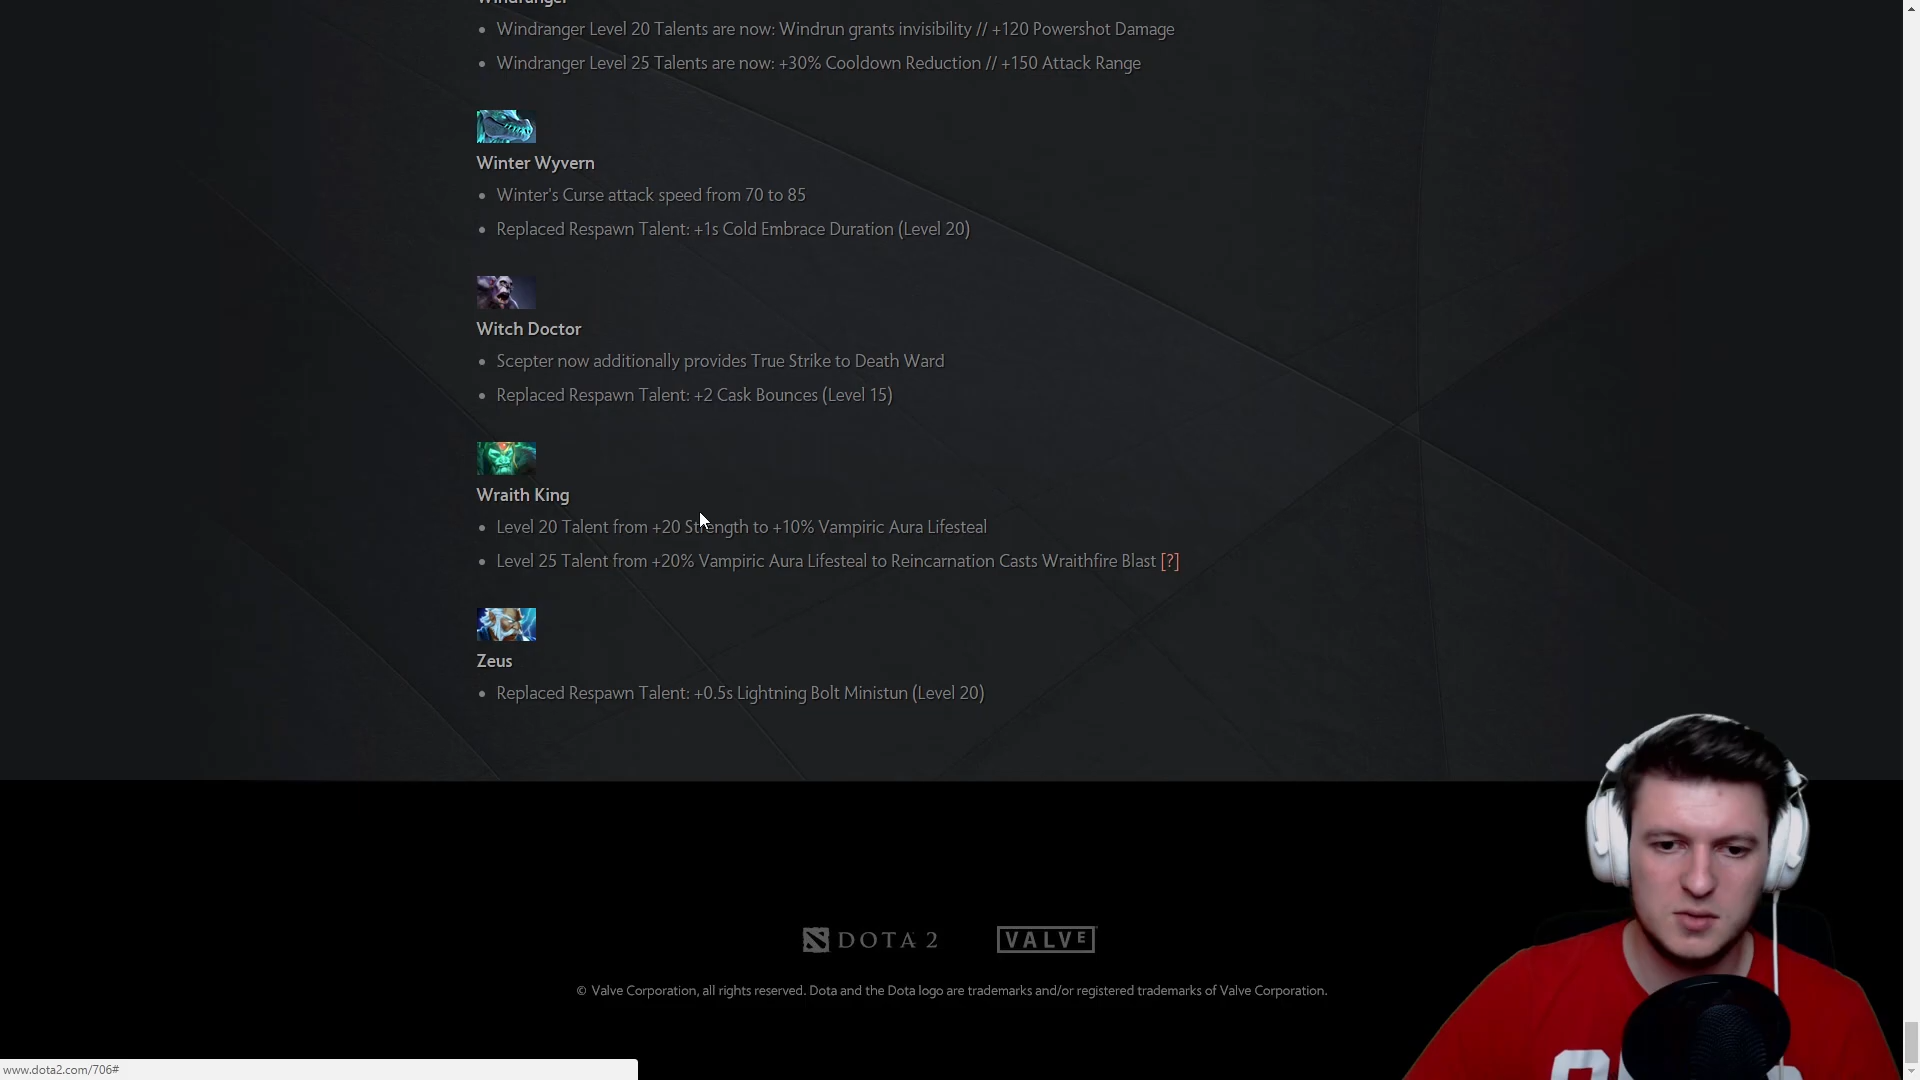 Windranger
Windranger Level 20 Talents are now: Windrun grants invisibility // +120 Powershot Damage
Windranger Level 25 Talents are now: +30% Cooldown Reduction // +150 Attack Range
Winter Wyvern
Winter's Curse attack speed from 70 to 85
Replaced Respawn Talent: +1s Cold Embrace Duration (Level 20)
Witch Doctor
Scepter now additionally provides True Strike to Death Ward
Replaced Respawn Talent: +2 Cask Bounces (Level 15)
Wraith King
Level 20 Talent from +20 Strength to +10% Vampiric Aura Lifesteal
Level 25 Talent from +20% Vampiric Aura Lifesteal to Reincarnation Casts Wraithfire Blast [?]
Zeus
Replaced Respawn Talent: +0.5s Lightning Bolt Ministun (Level 20)
DOTA 2
VALVE
© Valve Corporation, all rights reserved. Dota and the Dota logo are trademarks and/or registered trademarks of Valve Corporation.
www.dota2.com/706#